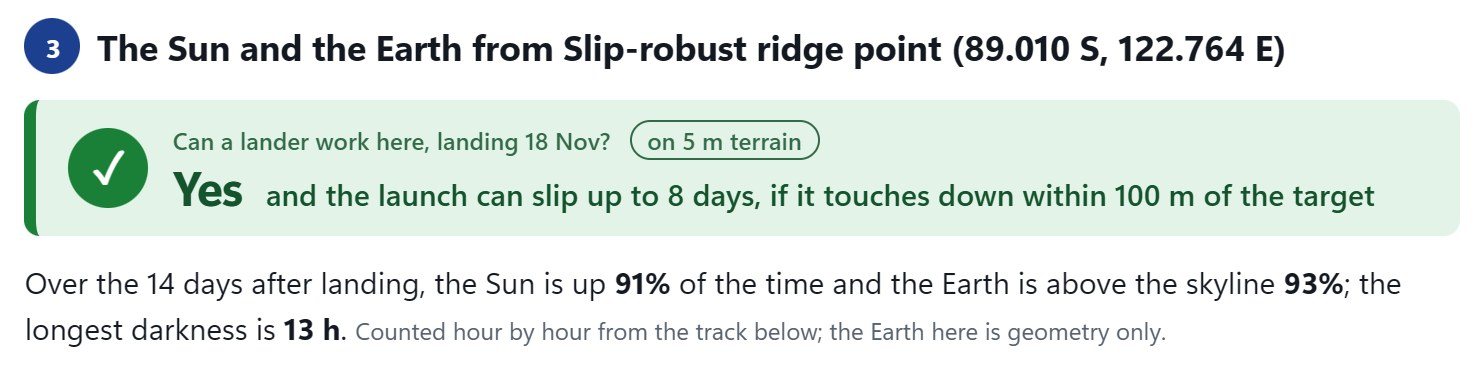 3 The Sun and the Earth from Slip-robust ridge point (89.010 S, 122.764 E)
Can a lander work here, landing 18 Nov? on 5 m terrain
Yes and the launch can slip up to 8 days, if it touches down within 100 m of the target
Over the 14 days after landing, the Sun is up 91% of the time and the Earth is above the skyline 93%; the
longest darkness is 13 h. Counted hour by hour from the track below; the Earth here is geometry only.